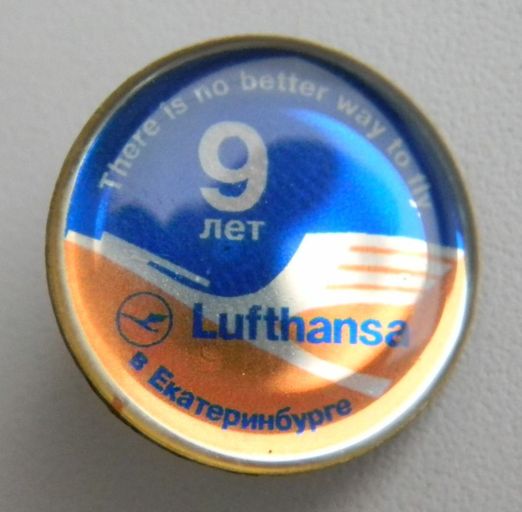 There is no better way to fly
9
лет
Lufthansa
в Екатеринбурге